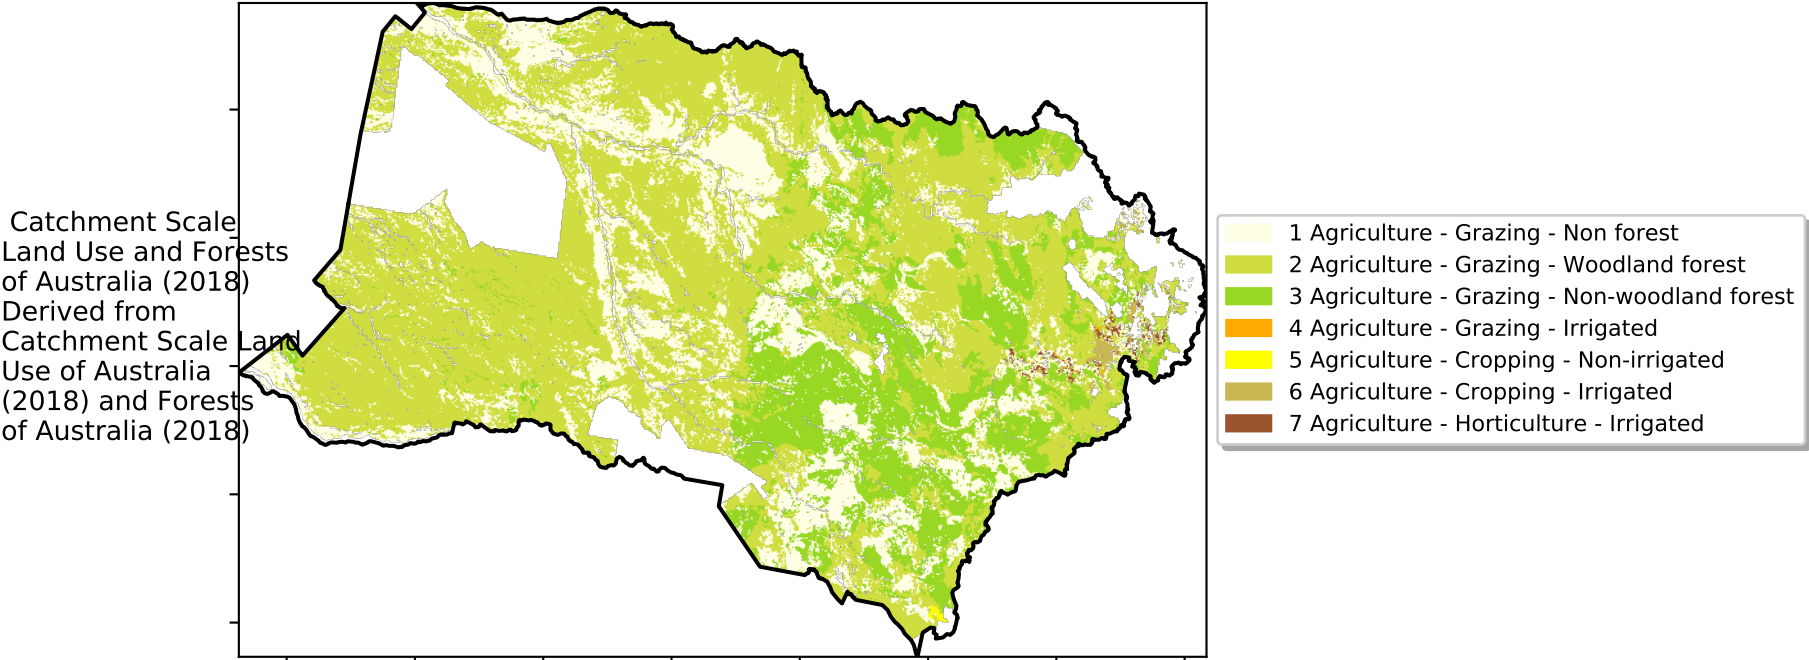 Catchment Scale
Land Use and Forests
of Australia (2018)
Derived from
Catchment Scale Land
Use of Australia
(2018) and Forests
of Australia (2018)
1 Agriculture - Grazing - Non forest
2 Agriculture - Grazing - Woodland forest
3 Agriculture - Grazing - Non-woodland forest
4 Agriculture - Grazing - Irrigated
5 Agriculture - Cropping - Non-irrigated
6 Agriculture - Cropping - Irrigated
7 Agriculture - Horticulture - Irrigated